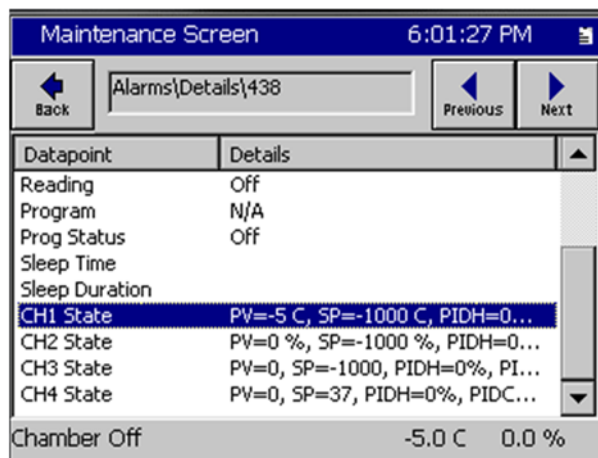 Maintenance Screen 6:01:27 PM
Back Alarms\Details\438 Previous Next
Datapoint Details
Reading Off
Program N/A
Prog Status Off
Sleep Time
Sleep Duration
CH1 State PV=-5 C, SP=-1000 C, PIDH=0...
CH2 State PV=0 %, SP=-1000 %, PIDH=0...
CH3 State PV=0, SP=-1000, PIDH=0%, PI...
CH4 State PV=0, SP=37, PIDH=0%, PIDC...
Chamber Off -5.0 C 0.0 %